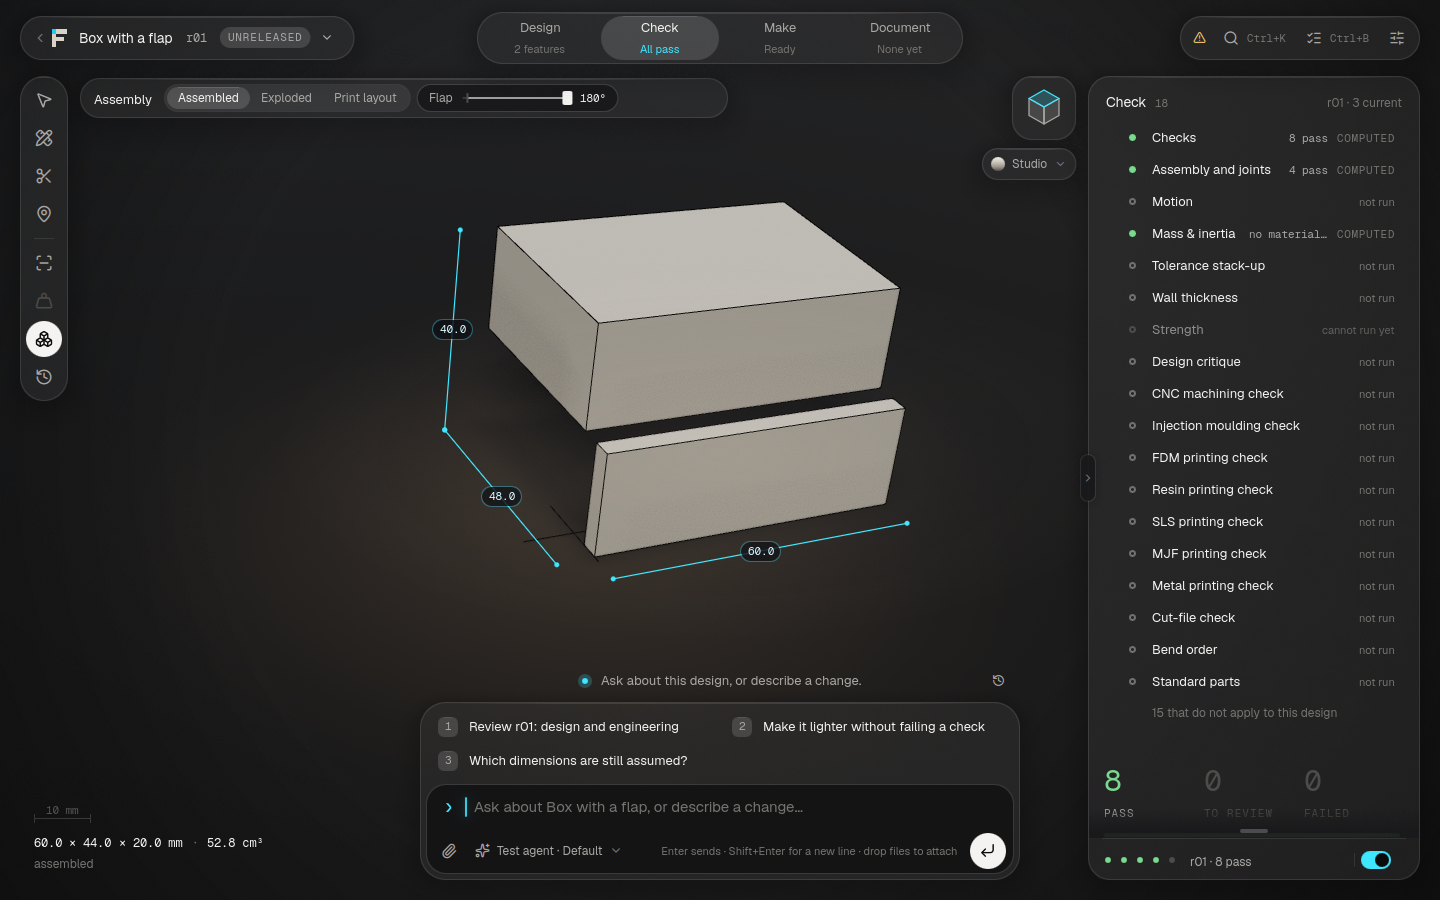 Box with a flap r01 UNRELEASED
Design
2 features
Check
All pass
Make
Ready
Document
None yet
Ctrl+K
Ctrl+B
Assembly Assembled Exploded Print layout Flap 180°
Studio
Check 18 r01 · 3 current
Checks 8 pass COMPUTED
Assembly and joints 4 pass COMPUTED
Motion not run
Mass & inertia no material… COMPUTED
Tolerance stack-up not run
Wall thickness not run
Strength cannot run yet
Design critique not run
CNC machining check not run
Injection moulding check not run
FDM printing check not run
Resin printing check not run
SLS printing check not run
MJF printing check not run
Metal printing check not run
Cut-file check not run
Bend order not run
Standard parts not run
15 that do not apply to this design
8 PASS
0 TO REVIEW
0 FAILED
r01 · 8 pass
40.0
48.0
60.0
Ask about this design, or describe a change.
1 Review r01: design and engineering
2 Make it lighter without failing a check
3 Which dimensions are still assumed?
Ask about Box with a flap, or describe a change...
Test agent · Default
Enter sends · Shift+Enter for a new line · drop files to attach
10 mm
60.0 × 44.0 × 20.0 mm · 52.8 cm³
assembled